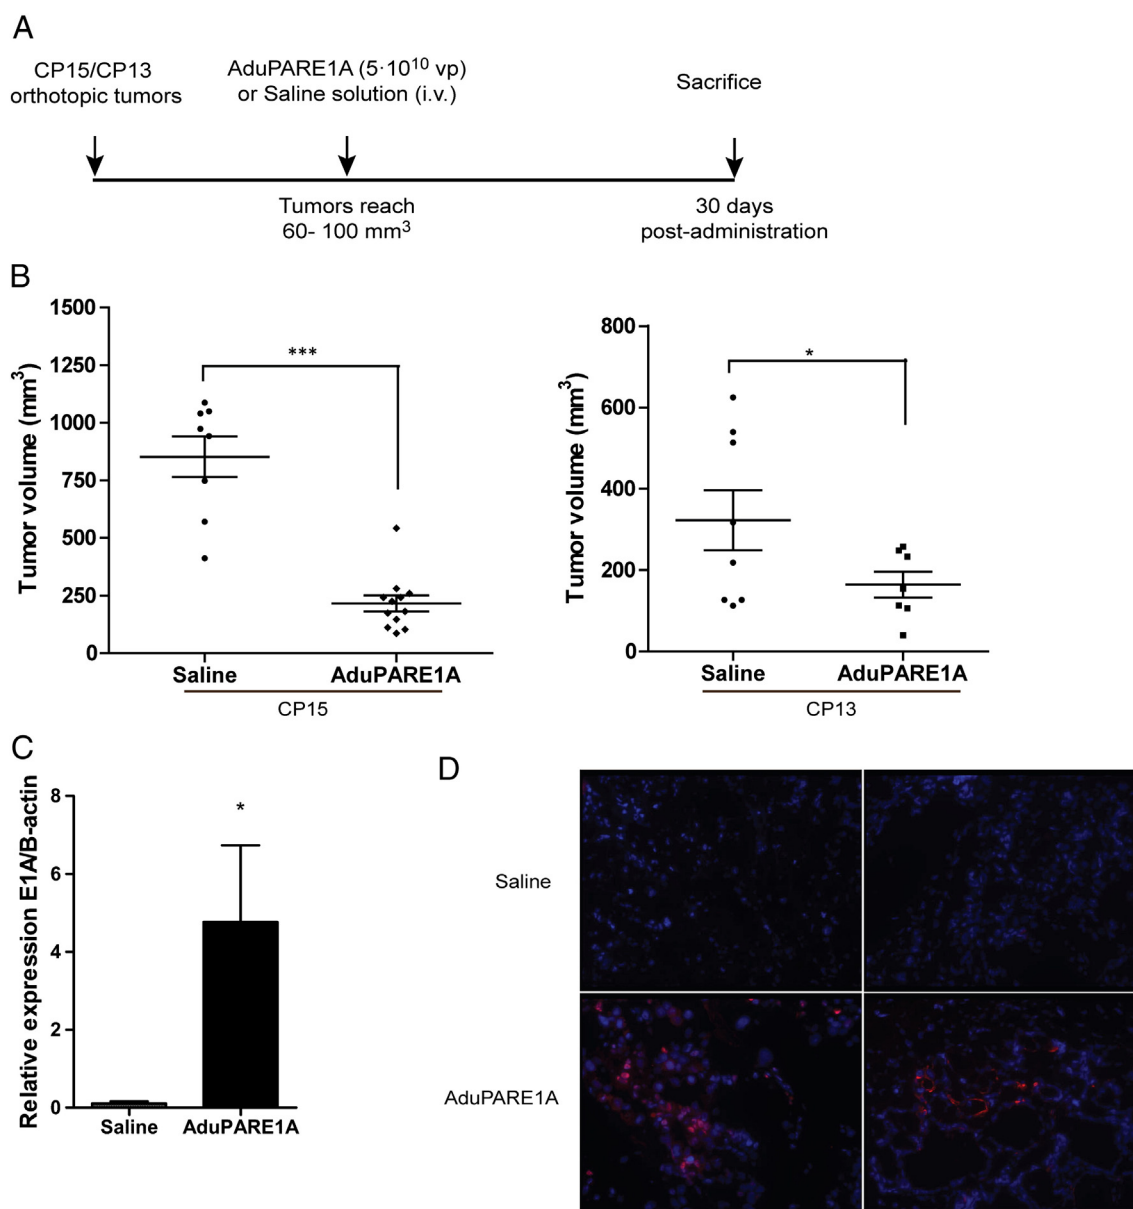 A
CP15/CP13
orthotopic tumors
AduPARE1A (5·10¹⁰ vp)
or Saline solution (i.v.)
Sacrifice
Tumors reach
60- 100 mm³
30 days
post-administration
B
Tumor volume (mm³)
1500
1250
1000
750
500
250
0
***
Saline
AduPARE1A
CP15
Tumor volume (mm³)
800
600
400
200
0
*
Saline
AduPARE1A
CP13
C
Relative expression E1A/B-actin
8
6
4
2
0
*
Saline
AduPARE1A
D
Saline
AduPARE1A